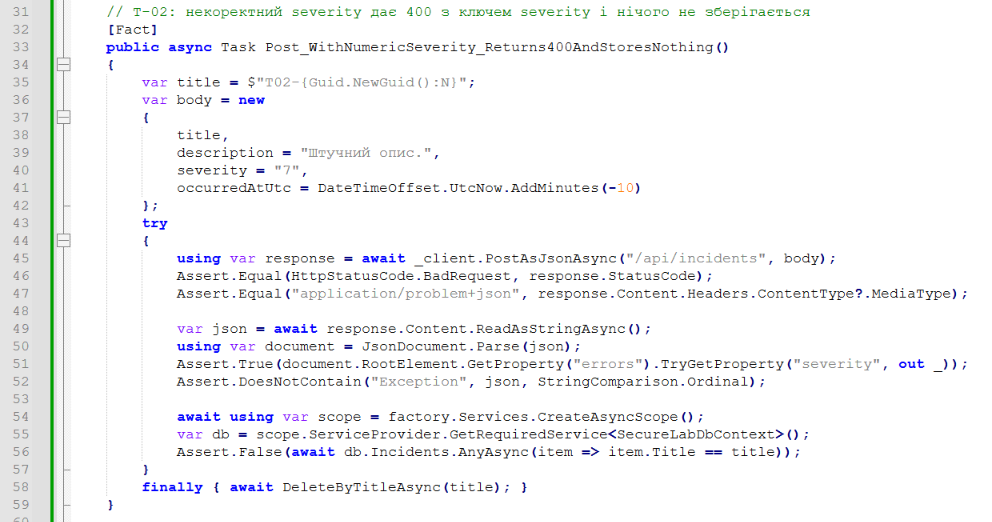 31 // T-02: некоректний severity дає 400 з ключем severity і нічого не зберігається
32 [Fact]
33 public async Task Post_WithNumericSeverity_Returns400AndStoresNothing()
34 {
35 var title = $"T02-{Guid.NewGuid():N}";
36 var body = new
37 {
38 title,
39 description = "Штучний опис.",
40 severity = "7",
41 occurredAtUtc = DateTimeOffset.UtcNow.AddMinutes(-10)
42 };
43 try
44 {
45 using var response = await _client.PostAsJsonAsync("/api/incidents", body);
46 Assert.Equal(HttpStatusCode.BadRequest, response.StatusCode);
47 Assert.Equal("application/problem+json", response.Content.Headers.ContentType?.MediaType);
48
49 var json = await response.Content.ReadAsStringAsync();
50 using var document = JsonDocument.Parse(json);
51 Assert.True(document.RootElement.GetProperty("errors").TryGetProperty("severity", out _));
52 Assert.DoesNotContain("Exception", json, StringComparison.Ordinal);
53
54 await using var scope = factory.Services.CreateAsyncScope();
55 var db = scope.ServiceProvider.GetRequiredService<SecureLabDbContext>();
56 Assert.False(await db.Incidents.AnyAsync(item => item.Title == title));
57 }
58 finally { await DeleteByTitleAsync(title); }
59 }